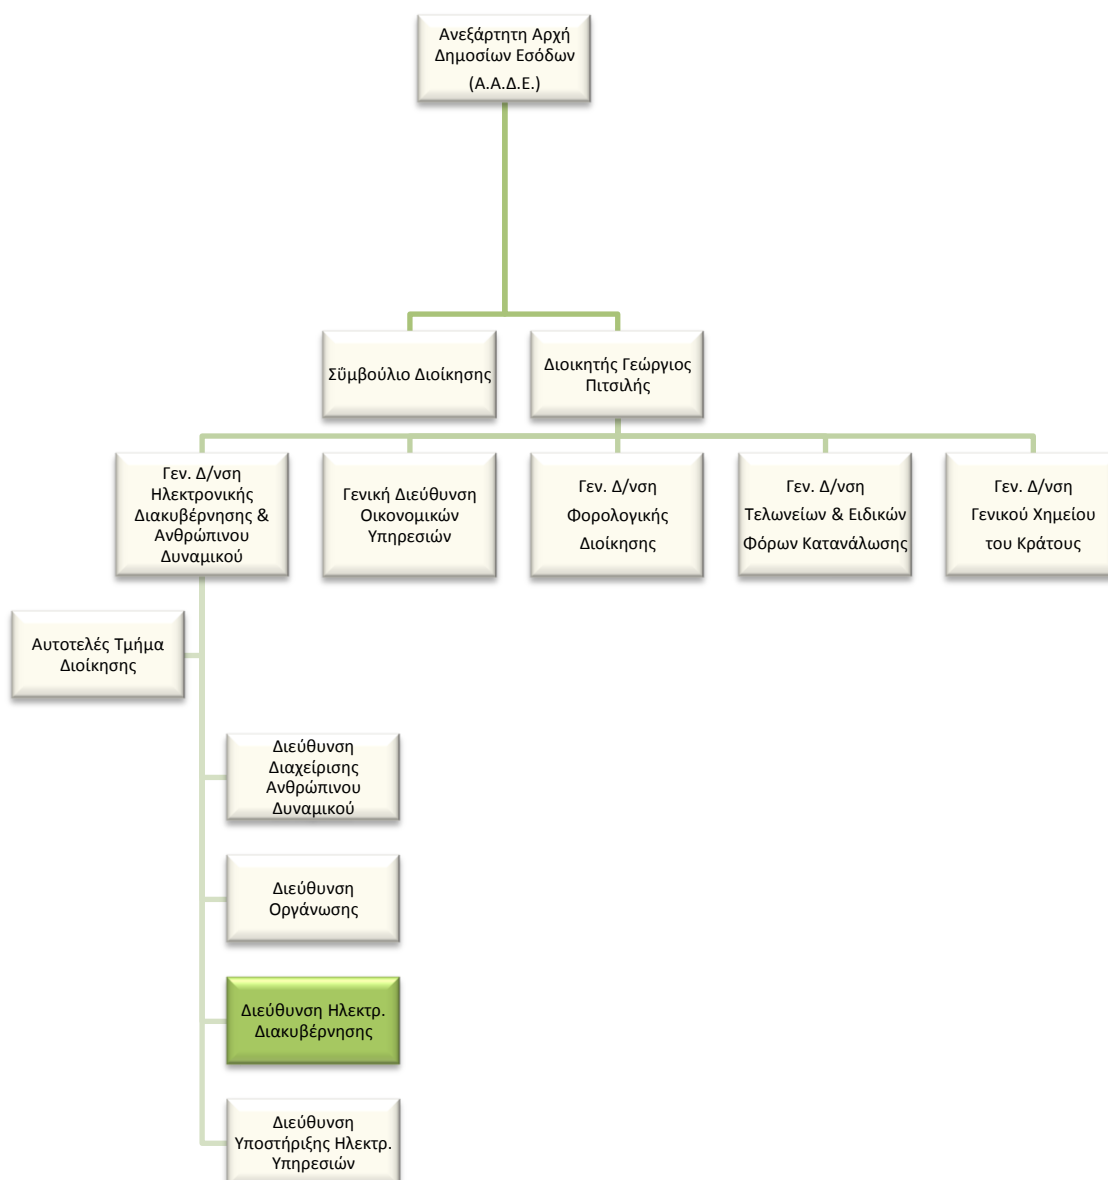 Ανεξάρτητη Αρχή
Δημοσίων Εσόδων
(Α.Α.Δ.Ε.)
Σΰμβούλιο Διοίκησης
Διοικητής Γεώργιος
Πιτσιλής
Γεν. Δ/νση
Ηλεκτρονικής
Διακυβέρνησης &
Ανθρώπινου
Δυναμικού
Γενική Διεύθυνση
Οικονομικών
Υπηρεσιών
Γεν. Δ/νση
Φορολογικής
Διοίκησης
Γεν. Δ/νση
Τελωνείων & Ειδικών
Φόρων Κατανάλωσης
Γεν. Δ/νση
Γενικού Χημείου
του Κράτους
Αυτοτελές Τμήμα
Διοίκησης
Διεύθυνση
Διαχείρισης
Ανθρώπινου
Δυναμικού
Διεύθυνση
Οργάνωσης
Διεύθυνση Ηλεκτρ.
Διακυβέρνησης
Διεύθυνση
Υποστήριξης Ηλεκτρ.
Υπηρεσιών